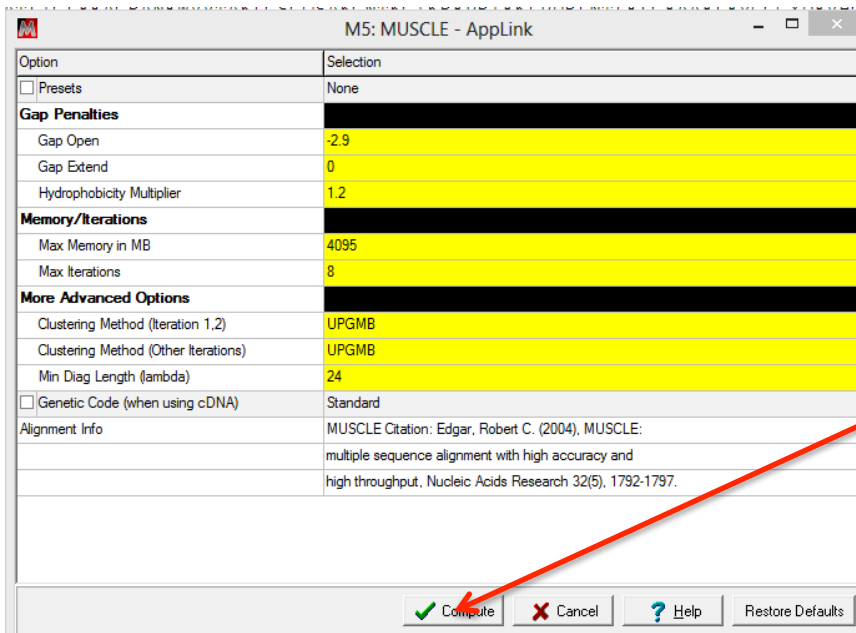 M5: MUSCLE - AppLink
Option Selection
Presets None
Gap Penalties
Gap Open -2.9
Gap Extend 0
Hydrophobicity Multiplier 1.2
Memory/Iterations
Max Memory in MB 4095
Max Iterations 8
More Advanced Options
Clustering Method (Iteration 1,2) UPGMB
Clustering Method (Other Iterations) UPGMB
Min Diag Length (lambda) 24
Genetic Code (when using cDNA) Standard
Alignment Info MUSCLE Citation: Edgar, Robert C. (2004), MUSCLE:
multiple sequence alignment with high accuracy and
high throughput, Nucleic Acids Research 32(5), 1792-1797.
Compute Cancel Help Restore Defaults